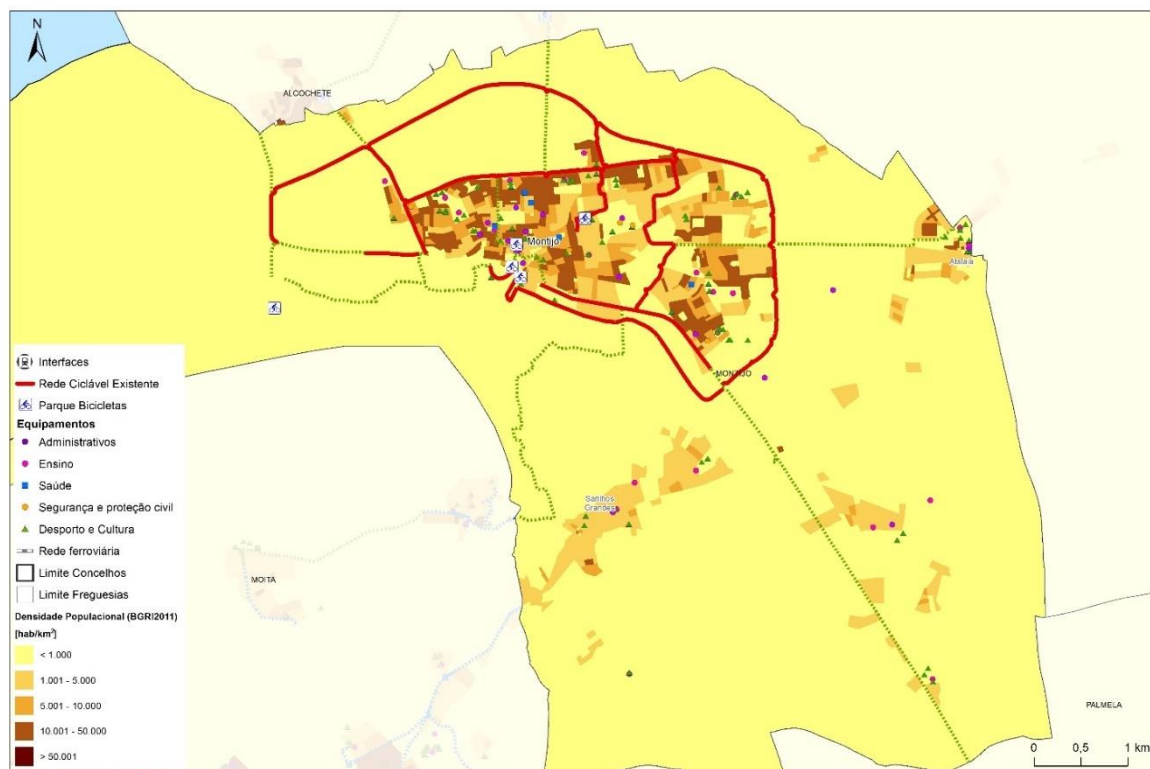 N
ALCOCHETE
Montijo
Atalaia
MONTIJO
Sarilhos
Grandes
MOITA
PALMELA
Interfaces
Rede Ciclável Existente
Parque Bicicletas
Equipamentos
Administrativos
Ensino
Saúde
Segurança e proteção civil
Desporto e Cultura
Rede ferroviária
Limite Concelhos
Limite Freguesias
Densidade Populacional (BGRI2011)
[hab/km²]
< 1.000
1.001 - 5.000
5.001 - 10.000
10.001 - 50.000
> 50.001
0 0,5 1 km